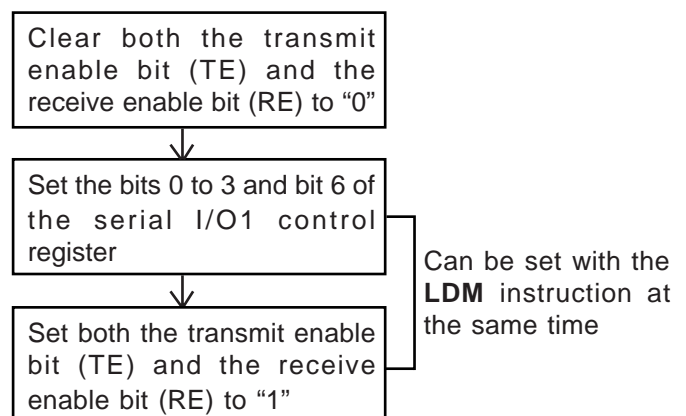 Clear both the transmit
enable bit (TE) and the
receive enable bit (RE) to “0”
Set the bits 0 to 3 and bit 6 of
the serial I/O1 control
register
Set both the transmit enable
bit (TE) and the receive
enable bit (RE) to “1”
Can be set with the
LDM instruction at
the same time